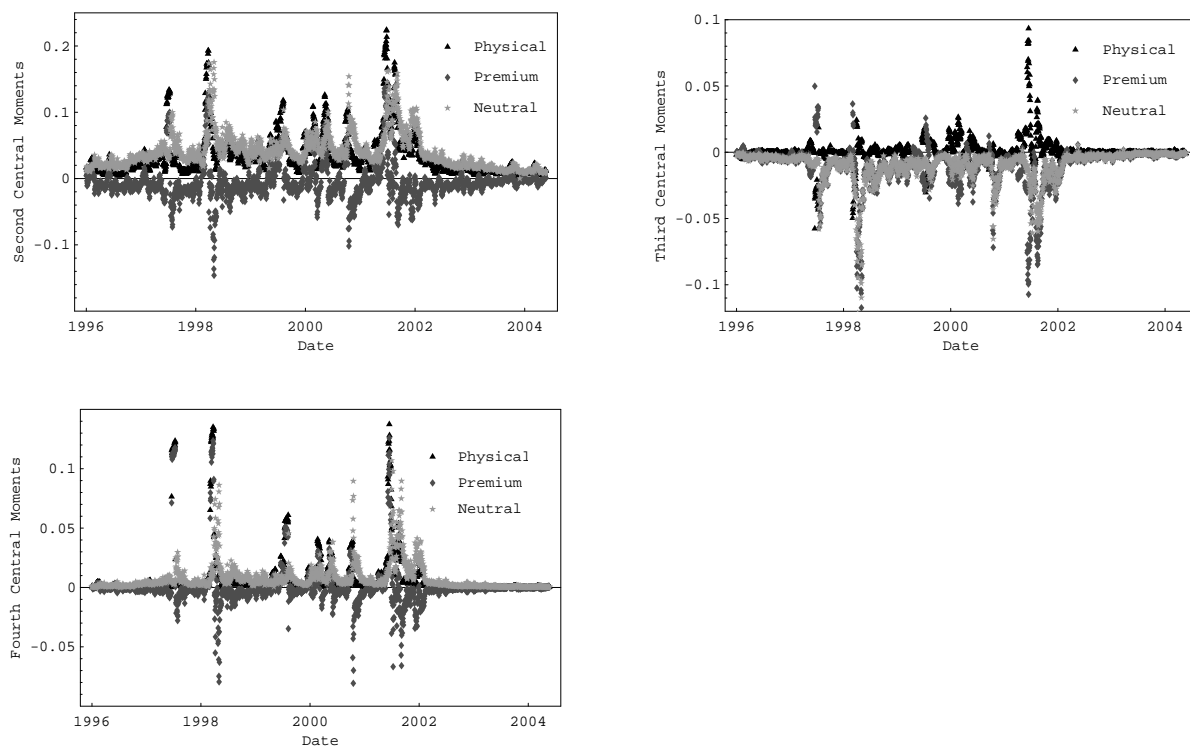 Second Central Moments
0.2
0.1
0
-0.1
Physical
Premium
Neutral
1996 1998 2000 2002 2004
Date
Third Central Moments
0.1
0.05
0
-0.05
-0.1
Physical
Premium
Neutral
1996 1998 2000 2002 2004
Date
Fourth Central Moments
0.1
0.05
0
-0.05
Physical
Premium
Neutral
1996 1998 2000 2002 2004
Date